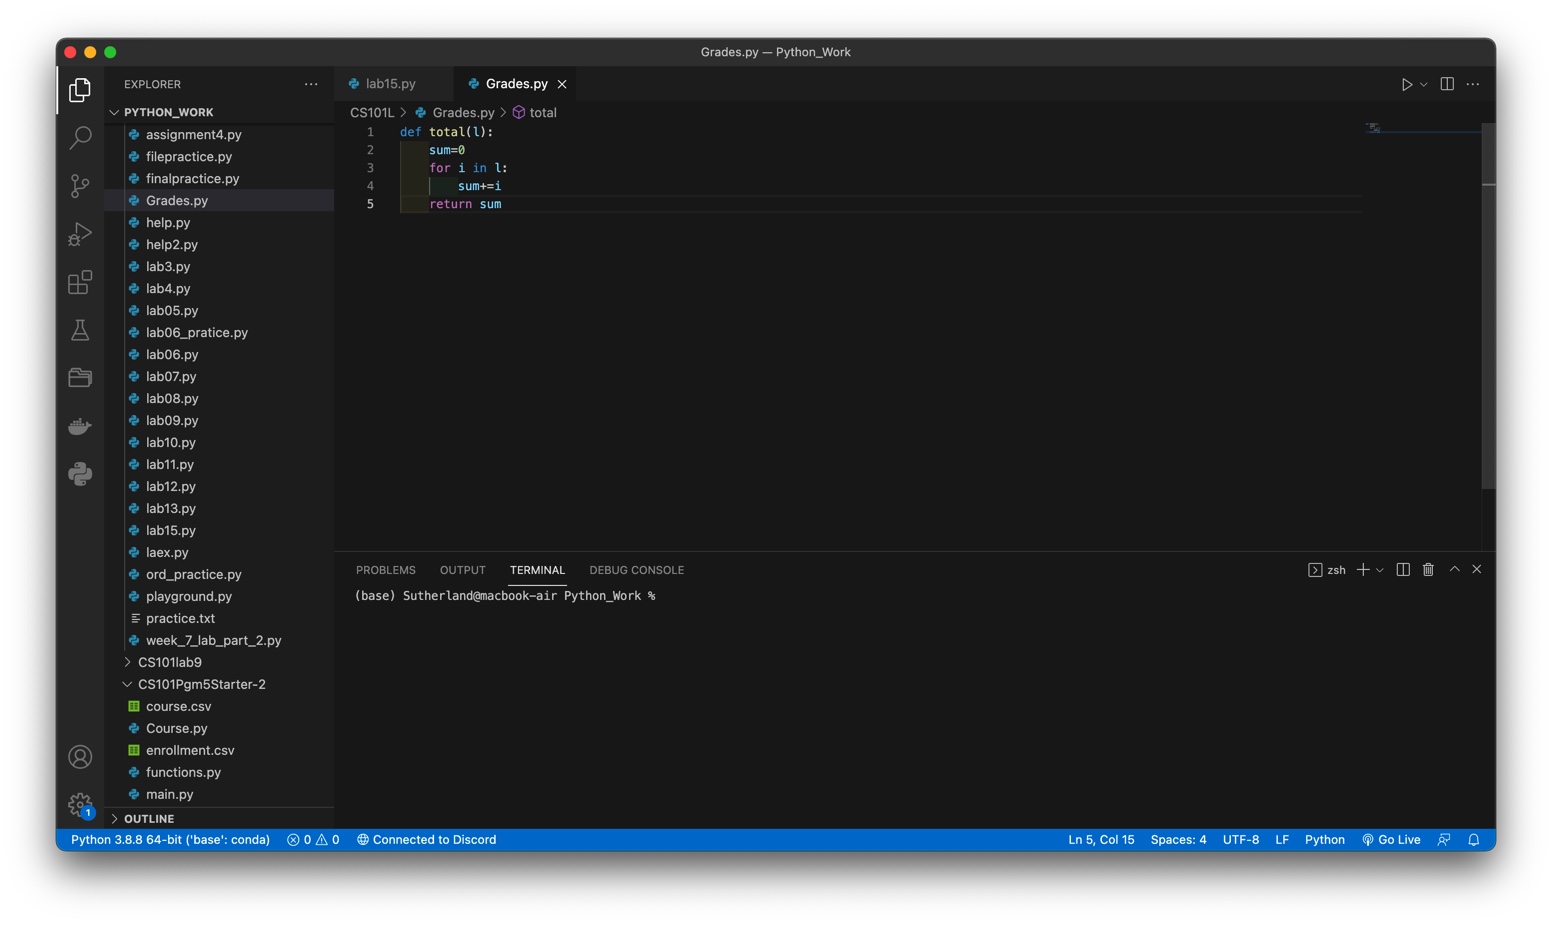 Grades.py — Python_Work
EXPLORER
PYTHON_WORK
assignment4.py
filepractice.py
finalpractice.py
Grades.py
help.py
help2.py
lab3.py
lab4.py
lab05.py
lab06_pratice.py
lab06.py
lab07.py
lab08.py
lab09.py
lab10.py
lab11.py
lab12.py
lab13.py
lab15.py
laex.py
ord_practice.py
playground.py
practice.txt
week_7_lab_part_2.py
CS101lab9
CS101Pgm5Starter-2
course.csv
Course.py
enrollment.csv
functions.py
main.py
OUTLINE
1
lab15.py Grades.py
CS101L > Grades.py > total
1 def total(l):
2     sum=0
3     for i in l:
4         sum+=i
5     return sum
PROBLEMS OUTPUT TERMINAL DEBUG CONSOLE zsh
(base) Sutherland@macbook-air Python_Work %
Python 3.8.8 64-bit ('base': conda) 0 0 Connected to Discord Ln 5, Col 15 Spaces: 4 UTF-8 LF Python Go Live